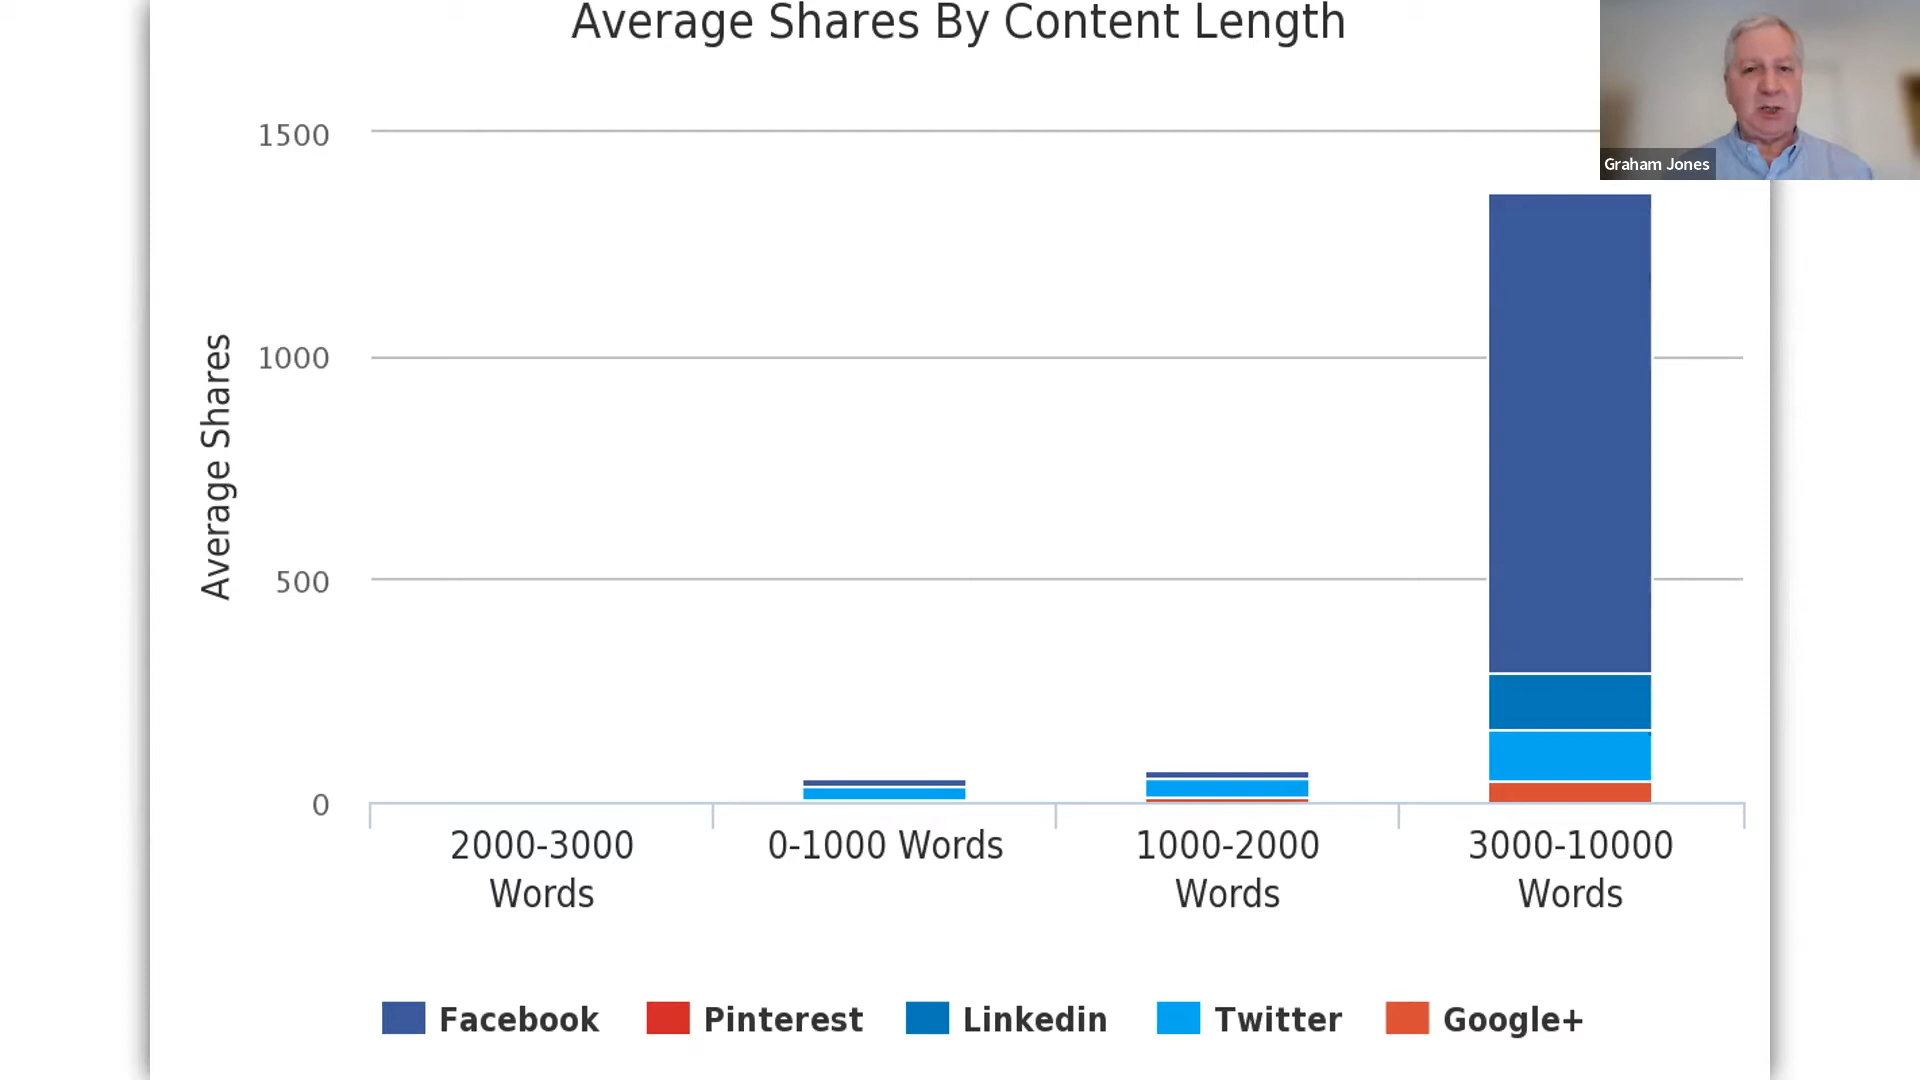 Average Shares By Content Length
Graham Jones
1500
1000
500
0
Average Shares
2000-3000 Words
0-1000 Words
1000-2000 Words
3000-10000 Words
Facebook
Pinterest
Linkedin
Twitter
Google+